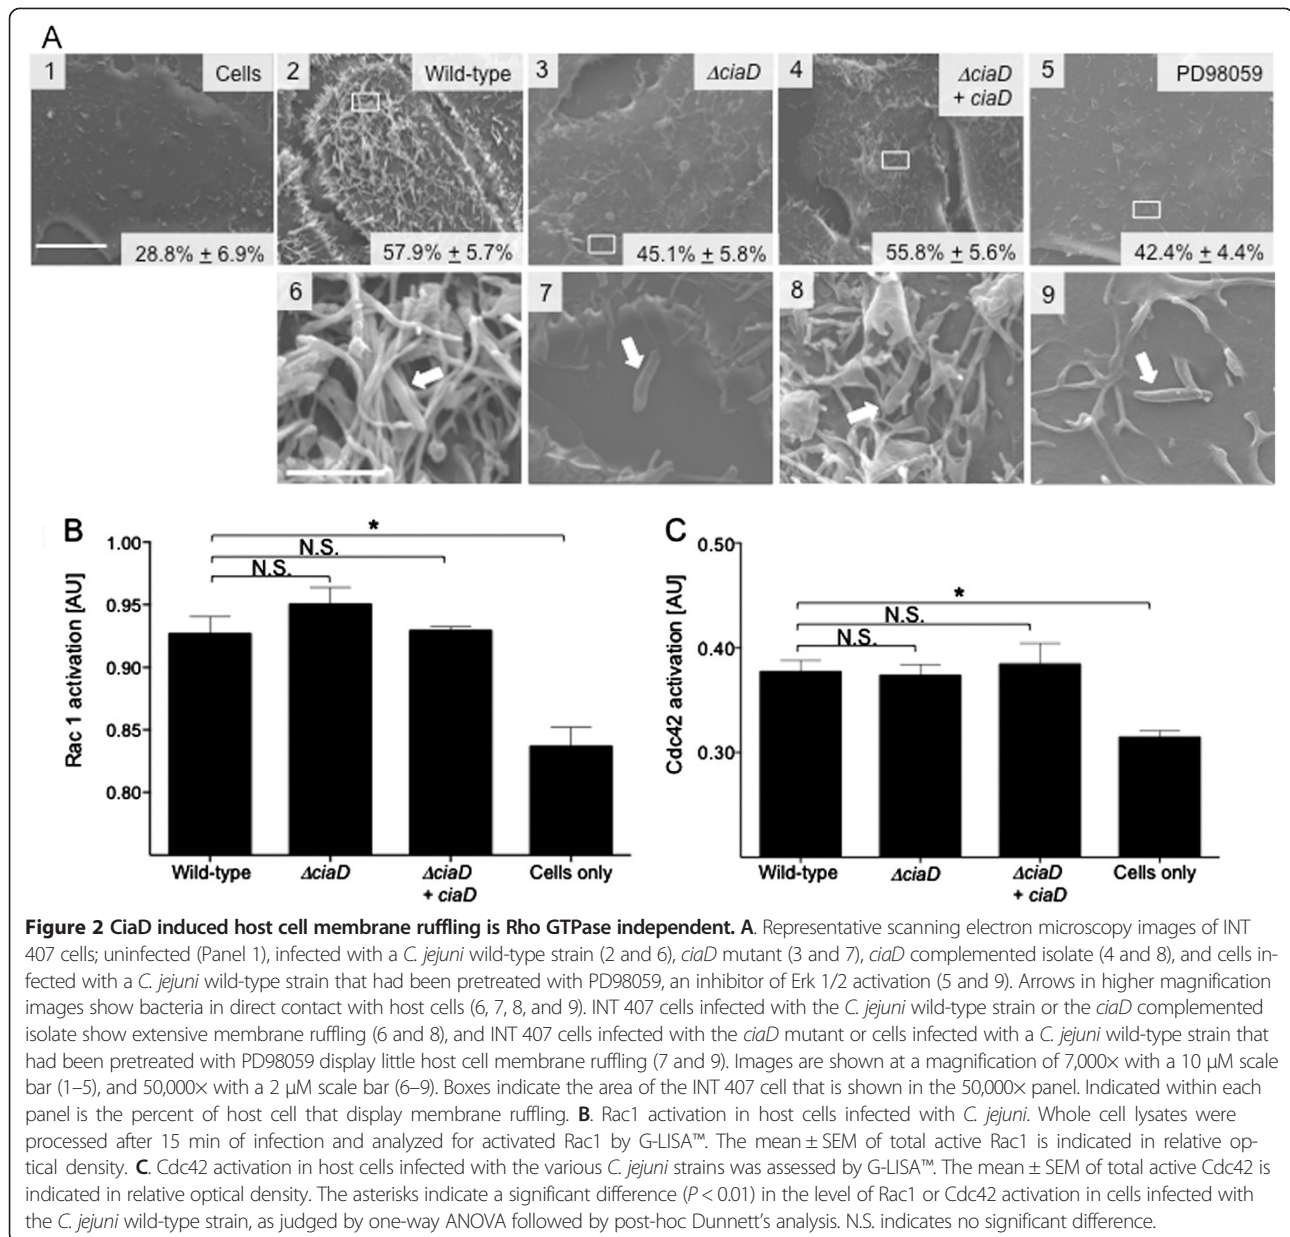 A
1 Cells
2 Wild-type
3 ΔciaD
4 ΔciaD
+ ciaD
5 PD98059
28.8% ± 6.9%
57.9% ± 5.7%
45.1% ± 5.8%
55.8% ± 5.6%
42.4% ± 4.4%
6
7
8
9
B
Rac 1 activation [AU]
1.00
0.95
0.90
0.85
0.80
*
N.S.
N.S.
Wild-type
ΔciaD
ΔciaD
+ ciaD
Cells only
C
Cdc42 activation [AU]
0.50
0.40
0.30
*
N.S.
N.S.
Wild-type
ΔciaD
ΔciaD
+ ciaD
Cells only
Figure 2 CiaD induced host cell membrane ruffling is Rho GTPase independent. A. Representative scanning electron microscopy images of INT
407 cells; uninfected (Panel 1), infected with a C. jejuni wild-type strain (2 and 6), ciaD mutant (3 and 7), ciaD complemented isolate (4 and 8), and cells in-
fected with a C. jejuni wild-type strain that had been pretreated with PD98059, an inhibitor of Erk 1/2 activation (5 and 9). Arrows in higher magnification
images show bacteria in direct contact with host cells (6, 7, 8, and 9). INT 407 cells infected with the C. jejuni wild-type strain or the ciaD complemented
isolate show extensive membrane ruffling (6 and 8), and INT 407 cells infected with the ciaD mutant or cells infected with a C. jejuni wild-type strain that
had been pretreated with PD98059 display little host cell membrane ruffling (7 and 9). Images are shown at a magnification of 7,000× with a 10 μM scale
bar (1–5), and 50,000× with a 2 μM scale bar (6–9). Boxes indicate the area of the INT 407 cell that is shown in the 50,000× panel. Indicated within each
panel is the percent of host cell that display membrane ruffling. B. Rac1 activation in host cells infected with C. jejuni. Whole cell lysates were
processed after 15 min of infection and analyzed for activated Rac1 by G-LISA™. The mean ± SEM of total active Rac1 is indicated in relative op-
tical density. C. Cdc42 activation in host cells infected with the various C. jejuni strains was assessed by G-LISA™. The mean ± SEM of total active Cdc42 is
indicated in relative optical density. The asterisks indicate a significant difference (P < 0.01) in the level of Rac1 or Cdc42 activation in cells infected with
the C. jejuni wild-type strain, as judged by one-way ANOVA followed by post-hoc Dunnett's analysis. N.S. indicates no significant difference.